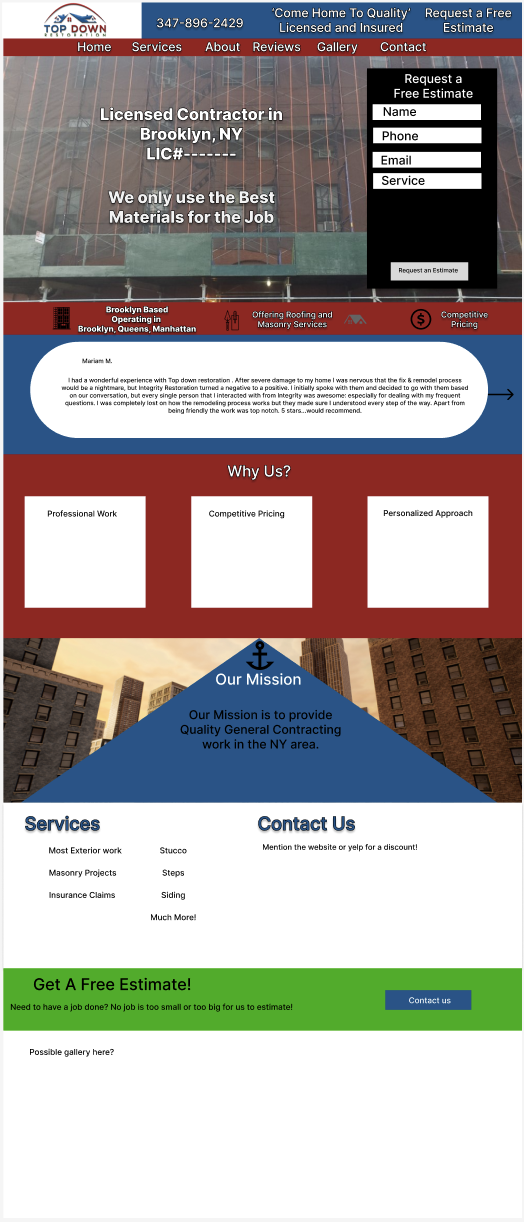 TOP DOWN
RESTORATION
347-896-2429
'Come Home To Quality'
Licensed and Insured
Request a Free
Estimate
Home Services About Reviews Gallery Contact
Licensed Contractor in
Brooklyn, NY
LIC#-------
We only use the Best
Materials for the Job
Request a
Free Estimate
Name
Phone
Email
Service
Request an Estimate
Brooklyn Based
Operating in
Brooklyn, Queens, Manhattan
Offering Roofing and
Masonry Services
Competitive
Pricing
Mariam M.
I had a wonderful experience with Top down restoration . After severe damage to my home I was nervous that the fix & remodel process
would be a nightmare, but Integrity Restoration turned a negative to a positive. I initially spoke with them and decided to go with them based
on our conversation, but every single person that I interacted with from Integrity was awesome: especially for dealing with my frequent
questions. I was completely lost on how the remodeling process works but they made sure I understood every step of the way. Apart from
being friendly the work was top notch. 5 stars...would recommend.
Why Us?
Professional Work
Competitive Pricing
Personalized Approach
Our Mission
Our Mission is to provide
Quality General Contracting
work in the NY area.
Services
Most Exterior work
Stucco
Masonry Projects
Steps
Insurance Claims
Siding
Much More!
Contact Us
Mention the website or yelp for a discount!
Get A Free Estimate!
Need to have a job done? No job is too small or too big for us to estimate!
Contact us
Possible gallery here?